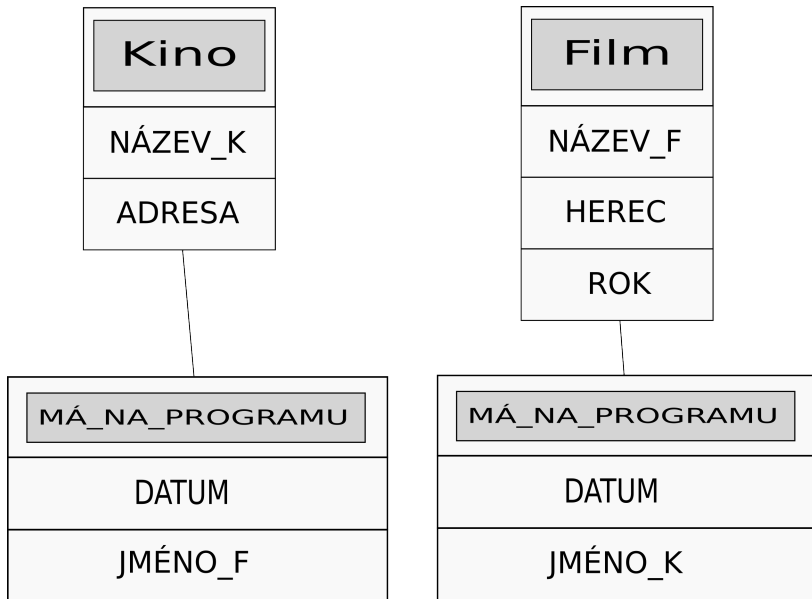 Kino
NÁZEV_K
ADRESA
MÁ_NA_PROGRAMU
DATUM
JMÉNO_F
Film
NÁZEV_F
HEREC
ROK
MÁ_NA_PROGRAMU
DATUM
JMÉNO_K